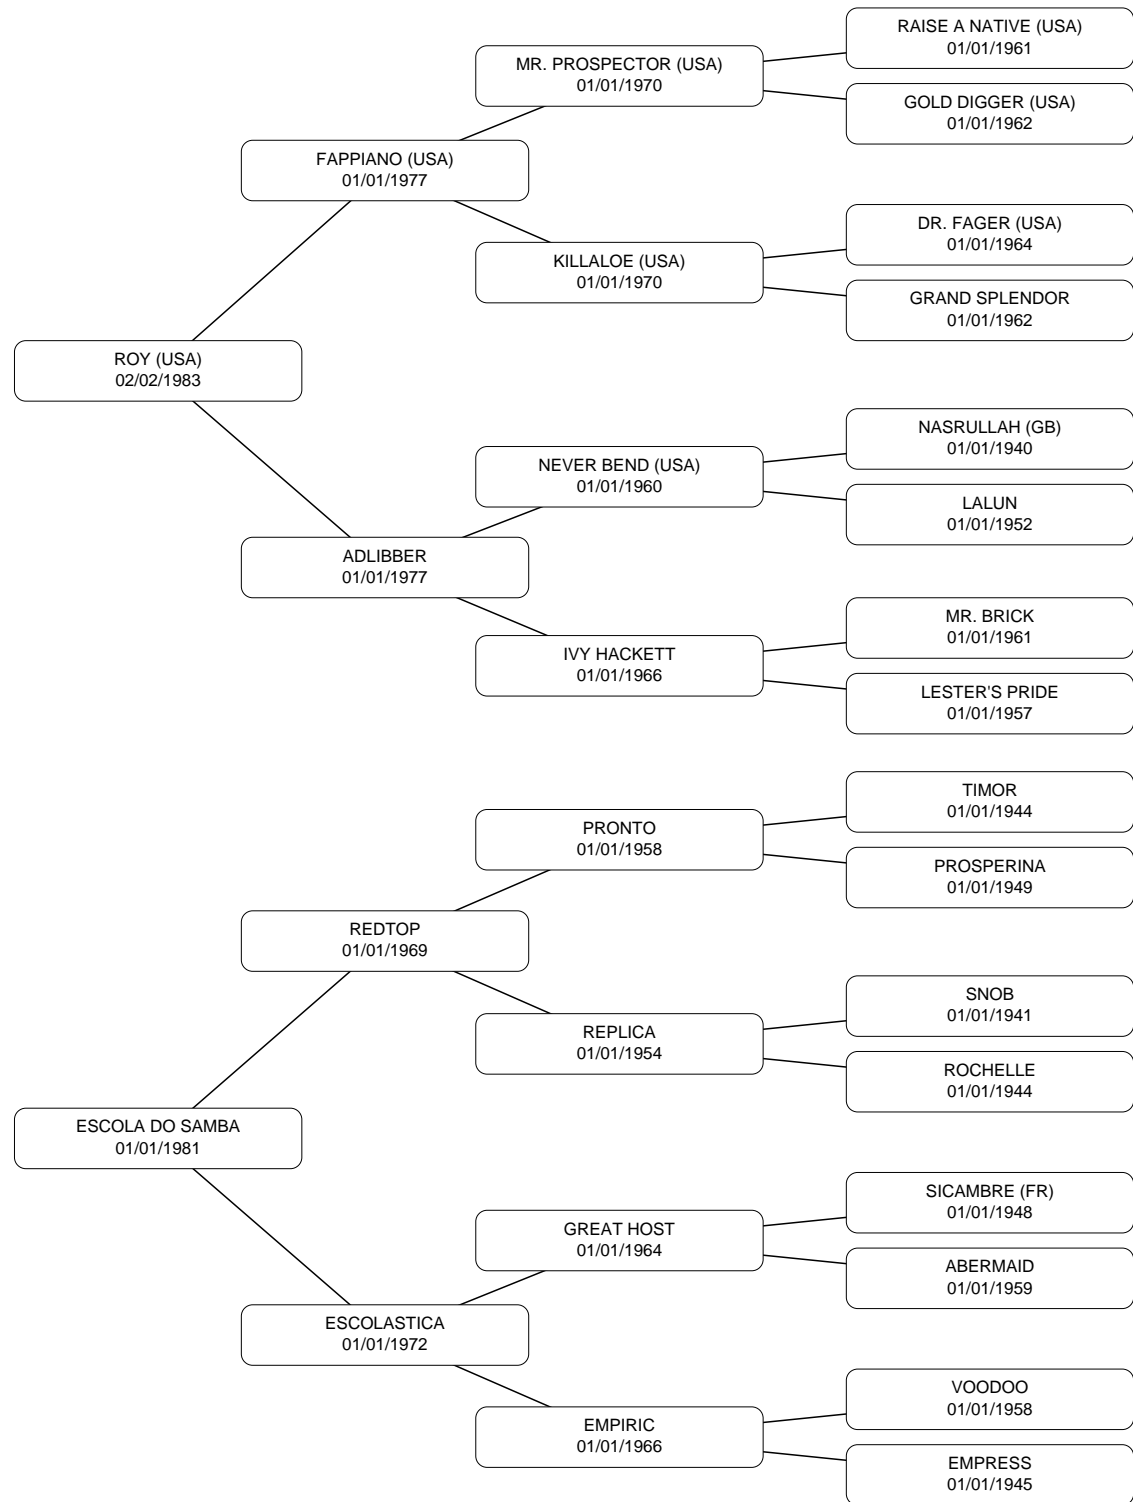 RAISE A NATIVE (USA)
01/01/1961
MR. PROSPECTOR (USA)
01/01/1970
GOLD DIGGER (USA)
01/01/1962
FAPPIANO (USA)
01/01/1977
DR. FAGER (USA)
01/01/1964
KILLALOE (USA)
01/01/1970
GRAND SPLENDOR
01/01/1962
ROY (USA)
02/02/1983
NASRULLAH (GB)
01/01/1940
NEVER BEND (USA)
01/01/1960
LALUN
01/01/1952
ADLIBBER
01/01/1977
MR. BRICK
01/01/1961
IVY HACKETT
01/01/1966
LESTER'S PRIDE
01/01/1957
TIMOR
01/01/1944
PRONTO
01/01/1958
PROSPERINA
01/01/1949
REDTOP
01/01/1969
SNOB
01/01/1941
REPLICA
01/01/1954
ROCHELLE
01/01/1944
ESCOLA DO SAMBA
01/01/1981
SICAMBRE (FR)
01/01/1948
GREAT HOST
01/01/1964
ABERMAID
01/01/1959
ESCOLASTICA
01/01/1972
VOODOO
01/01/1958
EMPIRIC
01/01/1966
EMPRESS
01/01/1945